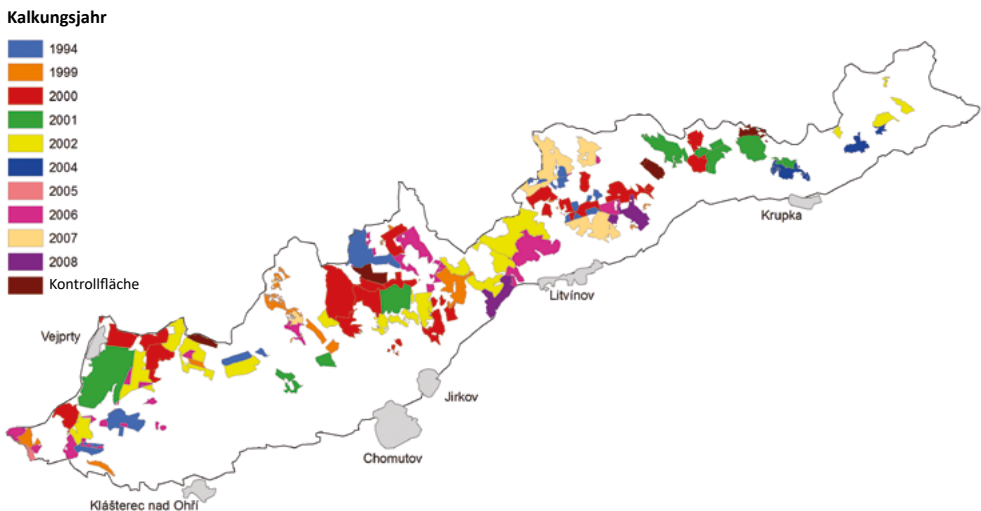 Kalkungsjahr
1994
1999
2000
2001
2002
2004
2005
2006
2007
2008
Kontrollfläche
Krupka
Litvínov
Vejprty
Jirkov
Chomutov
Klášterec nad Ohří